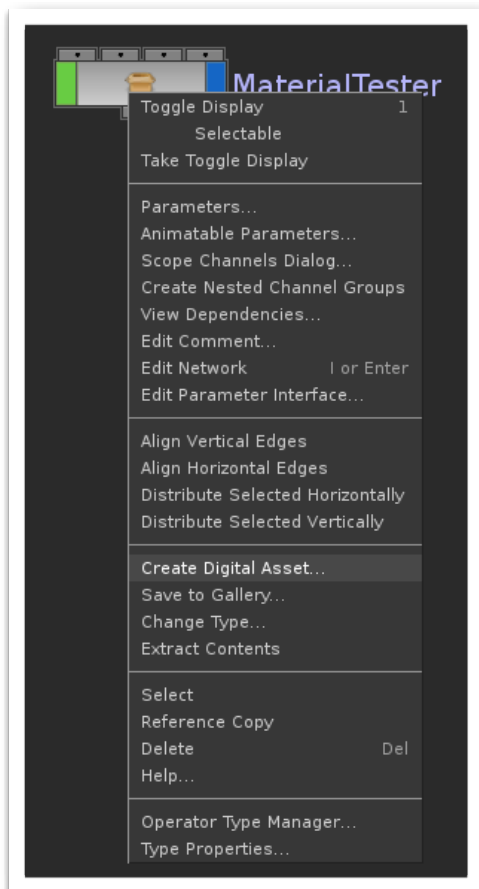 MaterialTester
Toggle Display 1
Selectable
Take Toggle Display
Parameters...
Animatable Parameters...
Scope Channels Dialog...
Create Nested Channel Groups
View Dependencies...
Edit Comment...
Edit Network I or Enter
Edit Parameter Interface...
Align Vertical Edges
Align Horizontal Edges
Distribute Selected Horizontally
Distribute Selected Vertically
Create Digital Asset...
Save to Gallery...
Change Type...
Extract Contents
Select
Reference Copy
Delete Del
Help...
Operator Type Manager...
Type Properties...